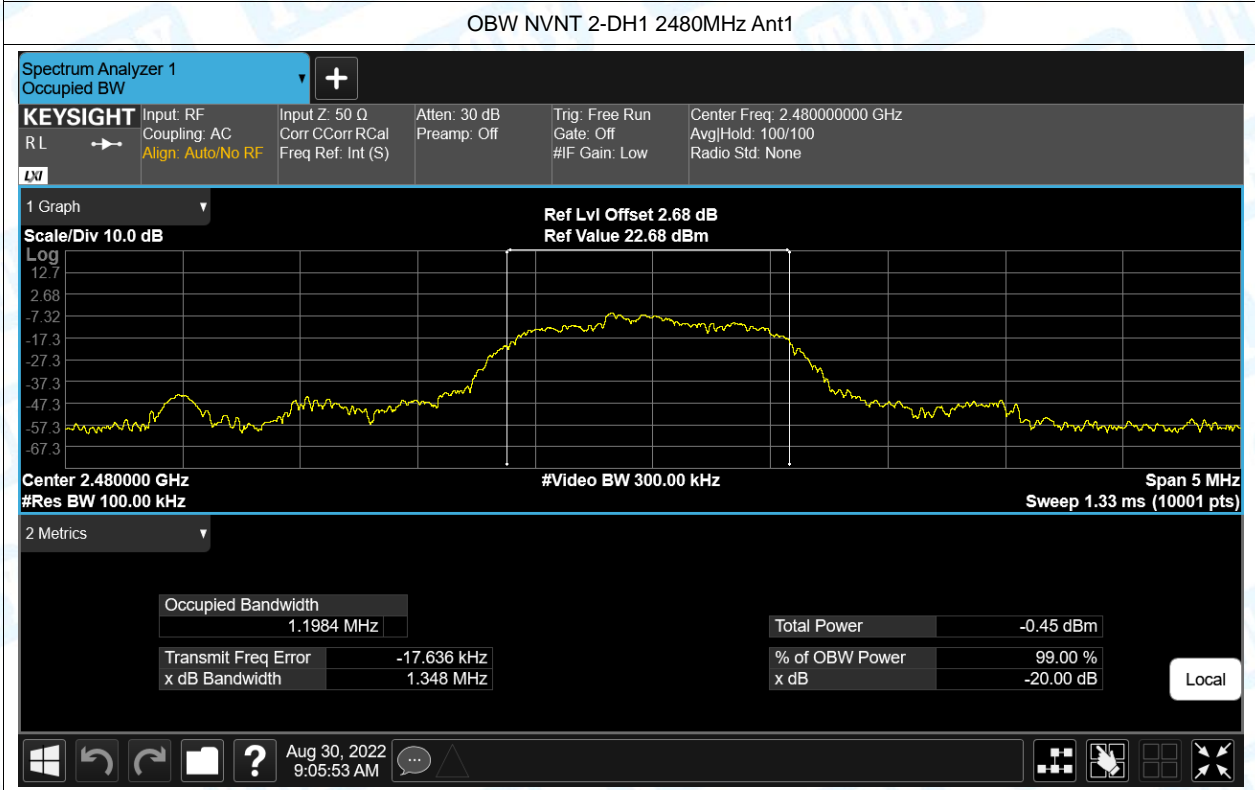 OBW NVNT 2-DH1 2480MHz Ant1
Spectrum Analyzer 1
Occupied BW
KEYSIGHT
RL
LXI
Input: RF
Coupling: AC
Align: Auto/No RF
Input Z: 50 Ω
Corr CCorr RCal
Freq Ref: Int (S)
Atten: 30 dB
Preamp: Off
Trig: Free Run
Gate: Off
#IF Gain: Low
Center Freq: 2.480000000 GHz
Avg|Hold: 100/100
Radio Std: None
1 Graph
Scale/Div 10.0 dB
Ref Lvl Offset 2.68 dB
Ref Value 22.68 dBm
Log
12.7
2.68
-7.32
-17.3
-27.3
-37.3
-47.3
-57.3
-67.3
Center 2.480000 GHz
#Res BW 100.00 kHz
#Video BW 300.00 kHz
Span 5 MHz
Sweep 1.33 ms (10001 pts)
2 Metrics
Occupied Bandwidth
1.1984 MHz
Transmit Freq Error -17.636 kHz
x dB Bandwidth 1.348 MHz
Total Power -0.45 dBm
% of OBW Power 99.00 %
x dB -20.00 dB
Local
Aug 30, 2022
9:05:53 AM